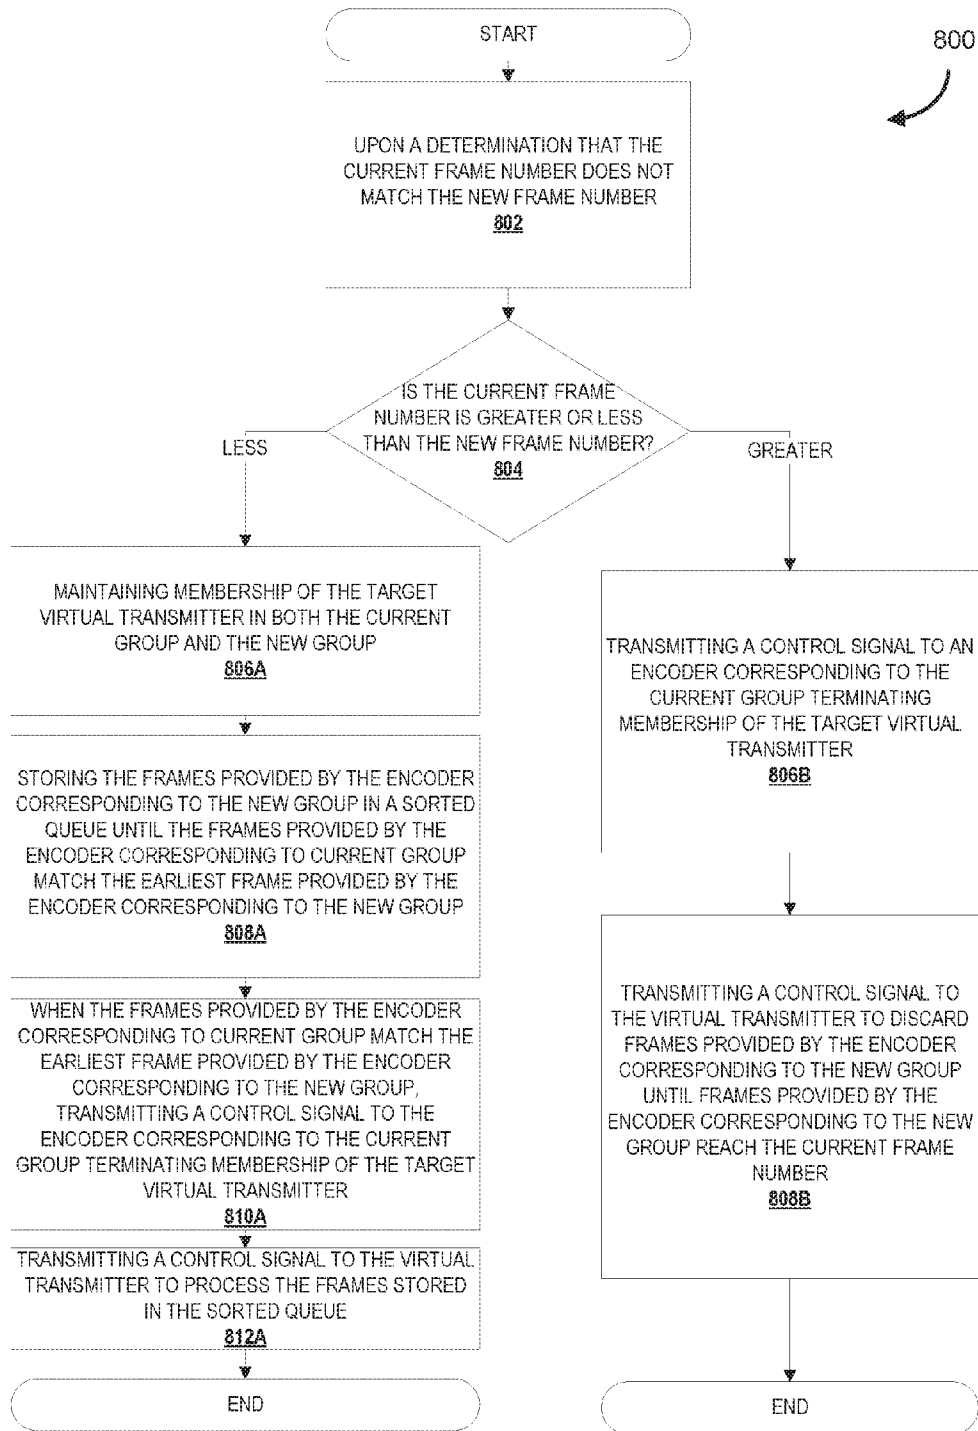 START
800
UPON A DETERMINATION THAT THE
CURRENT FRAME NUMBER DOES NOT
MATCH THE NEW FRAME NUMBER
802
IS THE CURRENT FRAME
NUMBER IS GREATER OR LESS
THAN THE NEW FRAME NUMBER?
804
LESS
GREATER
MAINTAINING MEMBERSHIP OF THE TARGET
VIRTUAL TRANSMITTER IN BOTH THE CURRENT
GROUP AND THE NEW GROUP
806A
STORING THE FRAMES PROVIDED BY THE ENCODER
CORRESPONDING TO THE NEW GROUP IN A SORTED
QUEUE UNTIL THE FRAMES PROVIDED BY THE
ENCODER CORRESPONDING TO CURRENT GROUP
MATCH THE EARLIEST FRAME PROVIDED BY THE
ENCODER CORRESPONDING TO THE NEW GROUP
808A
WHEN THE FRAMES PROVIDED BY THE ENCODER
CORRESPONDING TO CURRENT GROUP MATCH THE
EARLIEST FRAME PROVIDED BY THE ENCODER
CORRESPONDING TO THE NEW GROUP,
TRANSMITTING A CONTROL SIGNAL TO THE
ENCODER CORRESPONDING TO THE CURRENT
GROUP TERMINATING MEMBERSHIP OF THE TARGET
VIRTUAL TRANSMITTER
810A
TRANSMITTING A CONTROL SIGNAL TO THE VIRTUAL
TRANSMITTER TO PROCESS THE FRAMES STORED
IN THE SORTED QUEUE
812A
END
TRANSMITTING A CONTROL SIGNAL TO AN
ENCODER CORRESPONDING TO THE
CURRENT GROUP TERMINATING
MEMBERSHIP OF THE TARGET VIRTUAL
TRANSMITTER
806B
TRANSMITTING A CONTROL SIGNAL TO
THE VIRTUAL TRANSMITTER TO DISCARD
FRAMES PROVIDED BY THE ENCODER
CORRESPONDING TO THE NEW GROUP
UNTIL FRAMES PROVIDED BY THE
ENCODER CORRESPONDING TO THE NEW
GROUP REACH THE CURRENT FRAME
NUMBER
808B
END